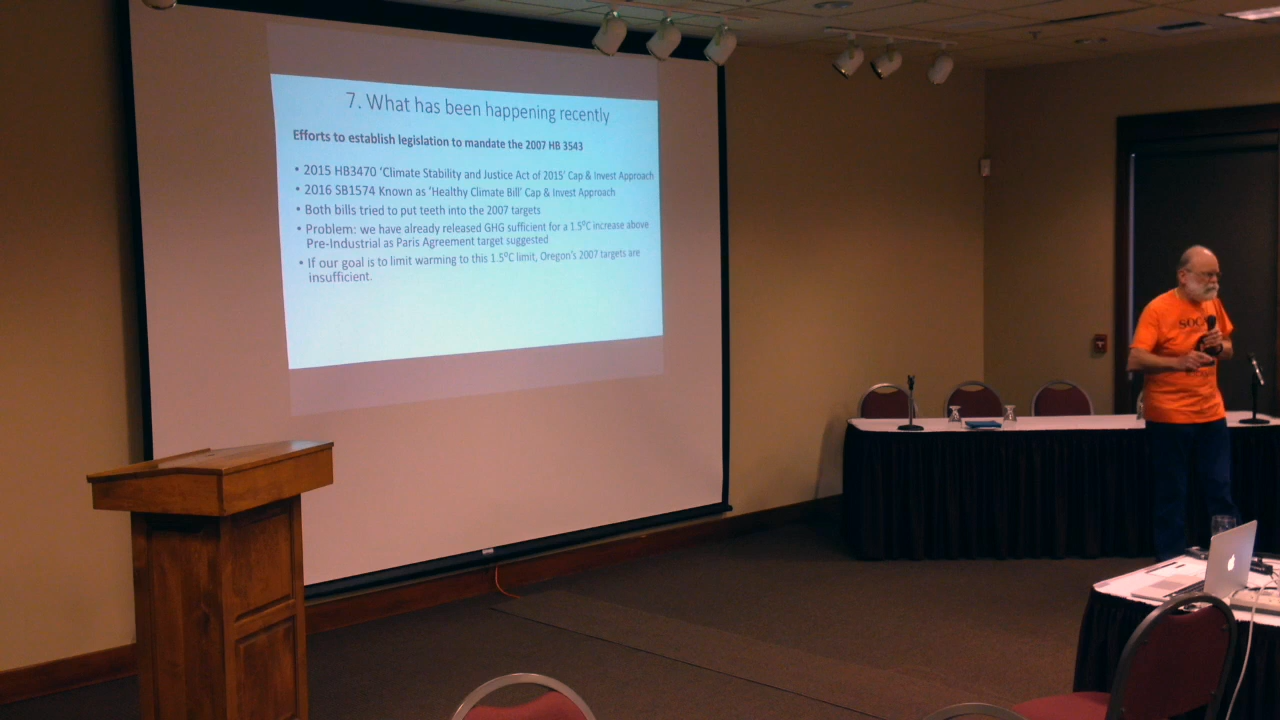 7. What has been happening recently
Efforts to establish legislation to mandate the 2007 HB 3543
• 2015 HB3470 'Climate Stability and Justice Act of 2015' Cap & Invest Approach
• 2016 SB1574 Known as 'Healthy Climate Bill' Cap & Invest Approach
• Both bills tried to put teeth into the 2007 targets
• Problem: we have already released GHG sufficient for a 1.5⁰C increase above
Pre-Industrial as Paris Agreement target suggested
• If our goal is to limit warming to this 1.5⁰C limit, Oregon's 2007 targets are
insufficient.